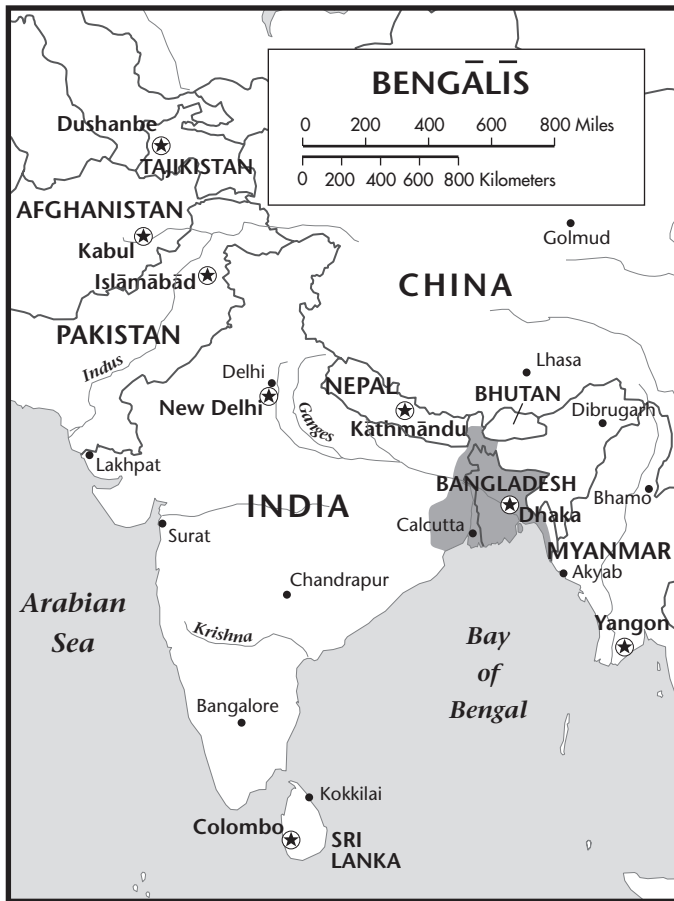 BENGĀLĪS
0 200 400 600 800 Miles
0 200 400 600 800 Kilometers
Dushanbe
TAJIKISTAN
AFGHANISTAN
Kabul
Golmud
Islāmābād
CHINA
PAKISTAN
Indus
Delhi
Lhasa
NEPAL
BHUTAN
New Delhi
Ganges
Kāthmāndu
Dibrugarh
Lakhpat
BANGLADESH
INDIA
Bhamo
Dhaka
Surat
Calcutta
MYANMAR
Akyab
Chandrapur
Arabian
Sea
Yangon
Krishna
Bay
of
Bengal
Bangalore
Kokkilai
Colombo
SRI
LANKA